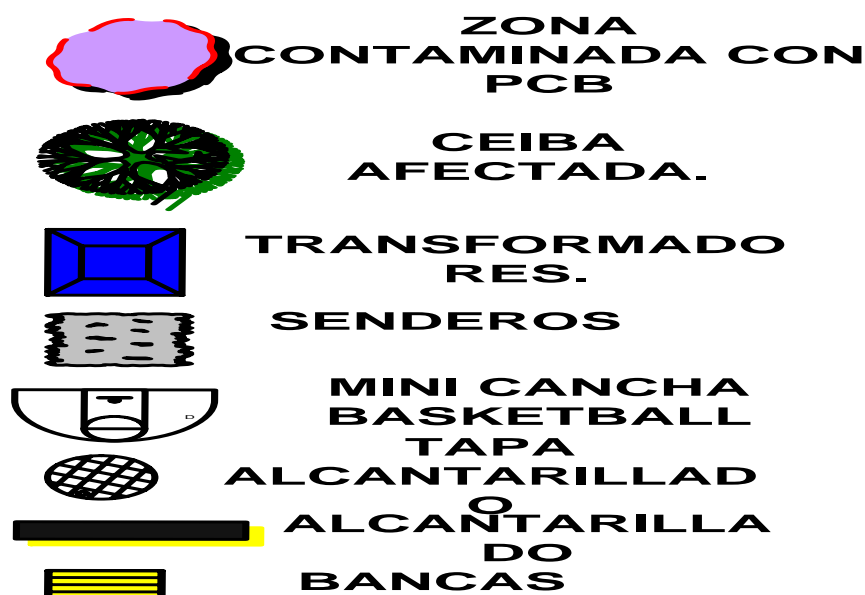 ZONA
CONTAMINADA CON
PCB
CEIBA
AFECTADA.
TRANSFORMADO
RES.
SENDEROS
MINI CANCHA
BASKETBALL
D
TAPA
ALCANTARILLAD
O
ALCANTARILLA
DO
BANCAS